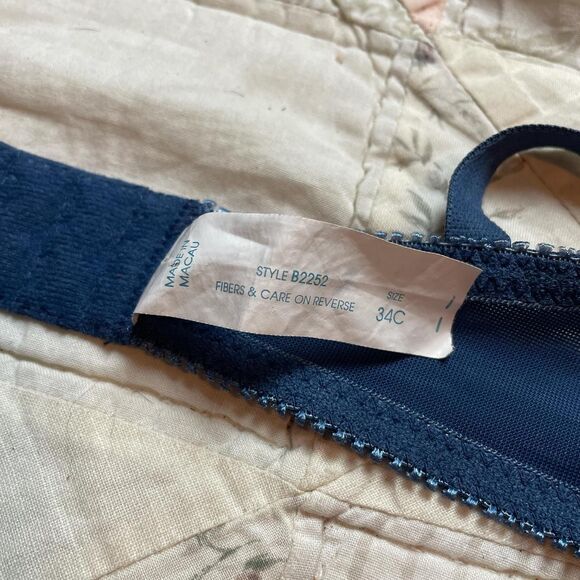 MADE IN
MACAU
STYLE B2252
FIBERS & CARE ON REVERSE
SIZE
34C